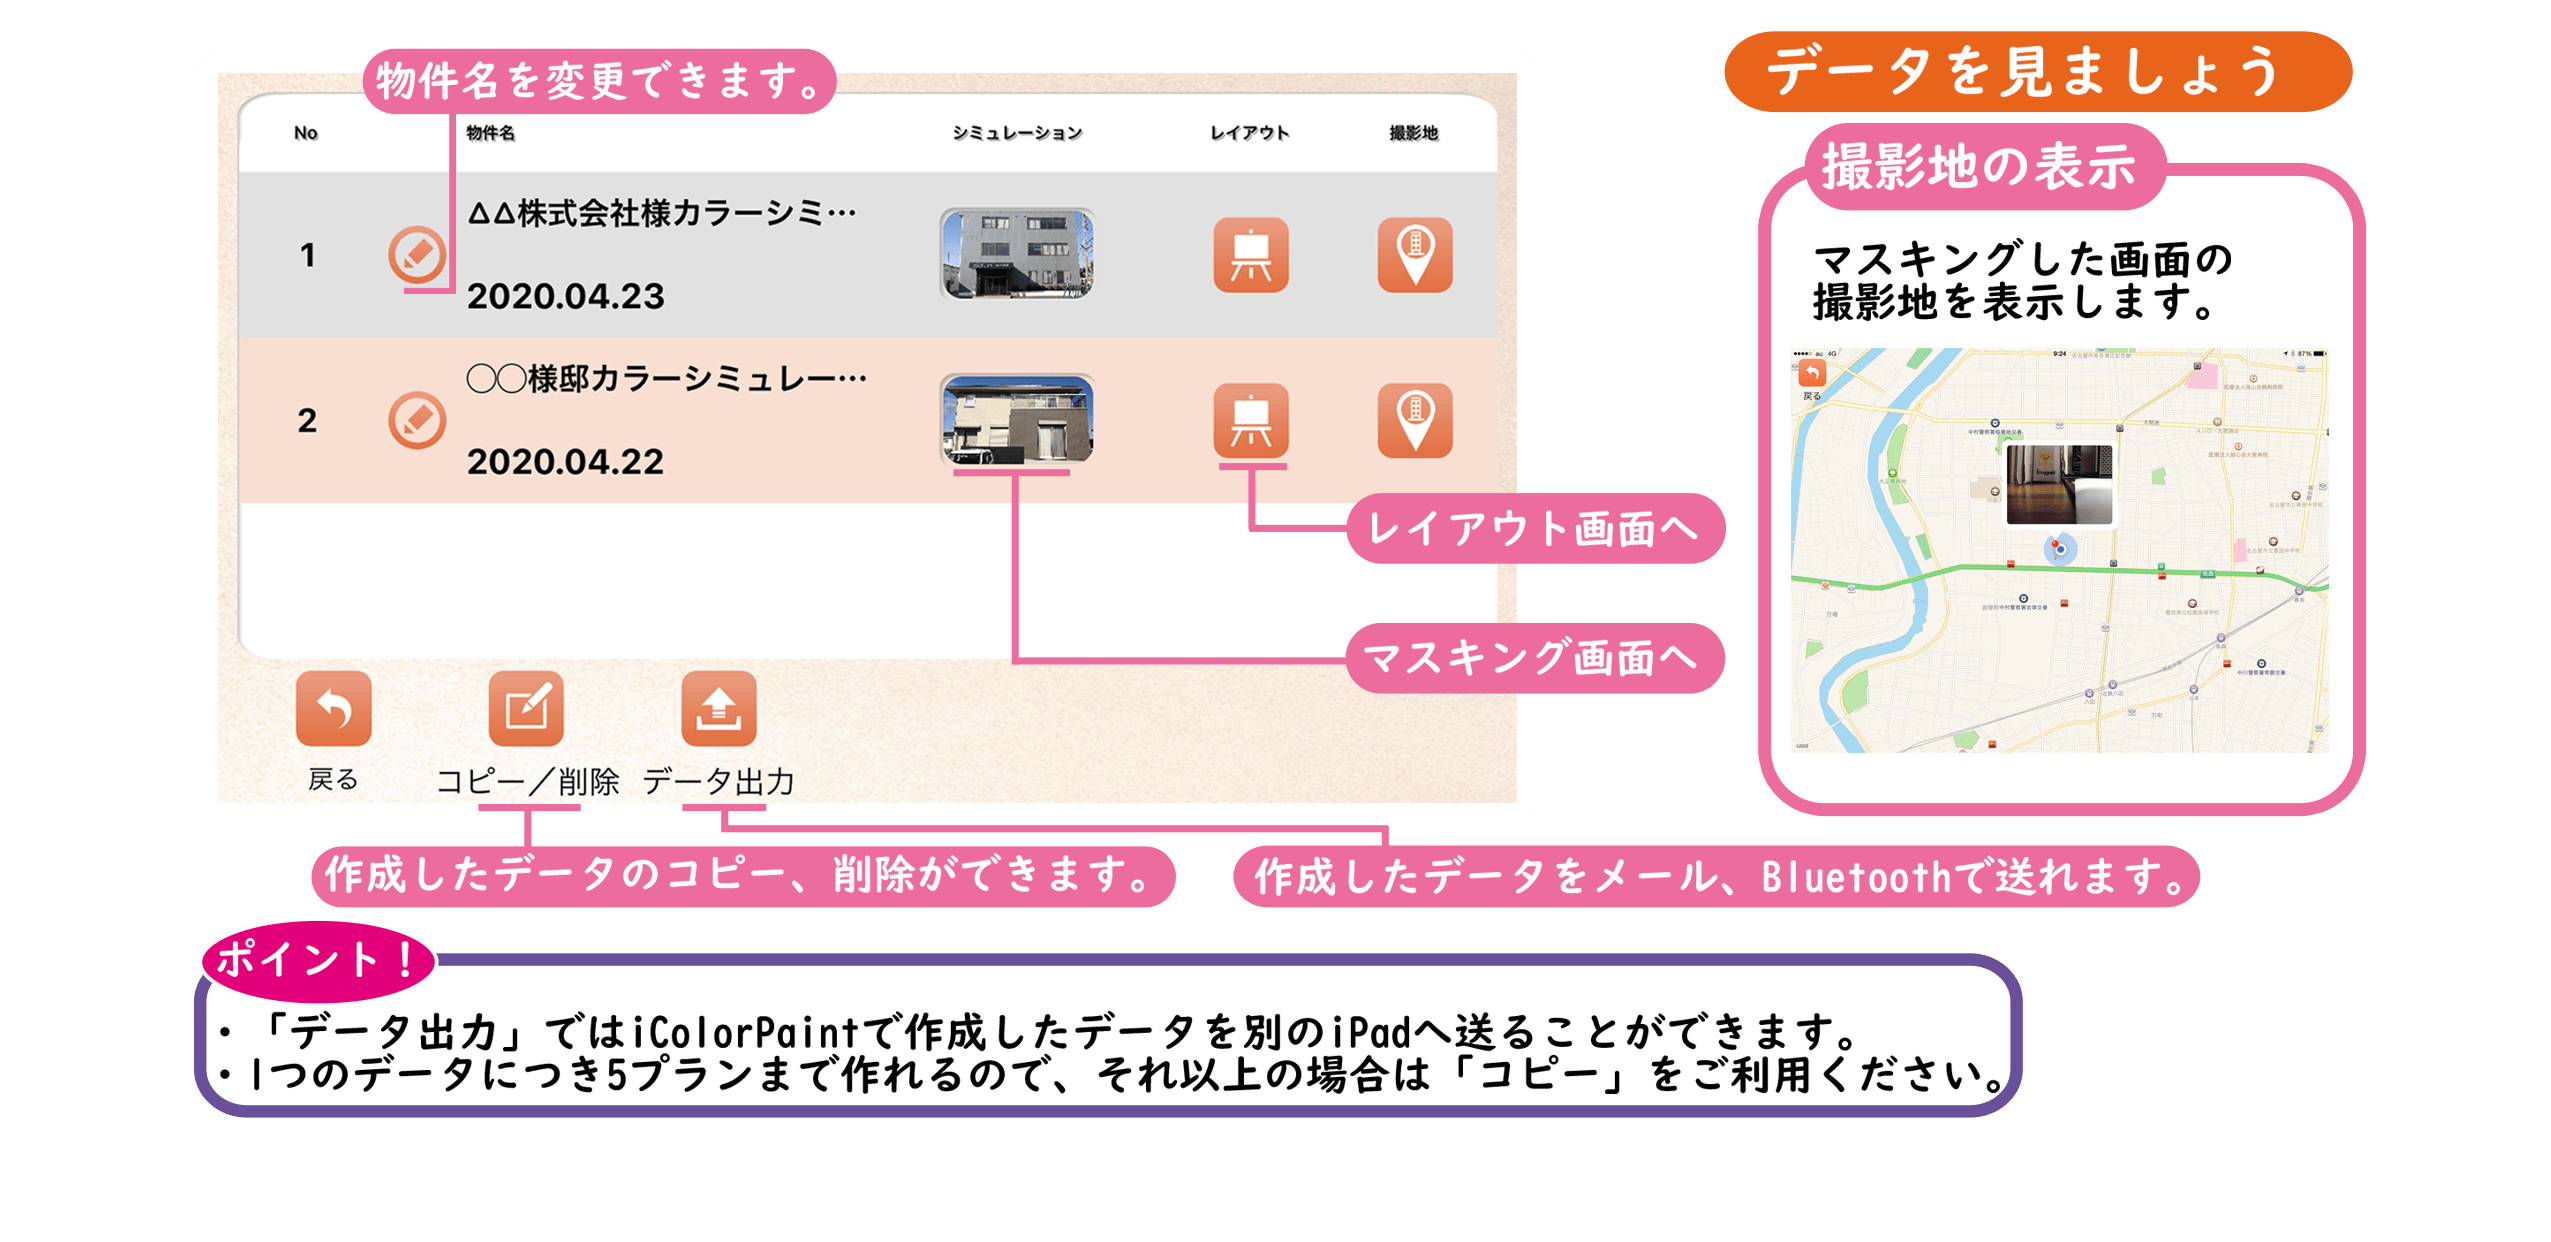 データを見ましょう
物件名を変更できます。
No
物件名
シミュレーション
レイアウト
撮影地
1
△△株式会社様カラーシミ…
2020.04.23
2
〇〇様邸カラーシミュレー…
2020.04.22
レイアウト画面へ
マスキング画面へ
戻る
コピー／削除
データ出力
作成したデータのコピー、削除ができます。
作成したデータをメール、Bluetoothで送れます。
撮影地の表示
マスキングした画面の
撮影地を表示します。
au 4G
9:24
87%
戻る
ポイント！
・「データ出力」ではiColorPaintで作成したデータを別のiPadへ送ることができます。
・1つのデータにつき5プランまで作れるので、それ以上の場合は「コピー」をご利用ください。